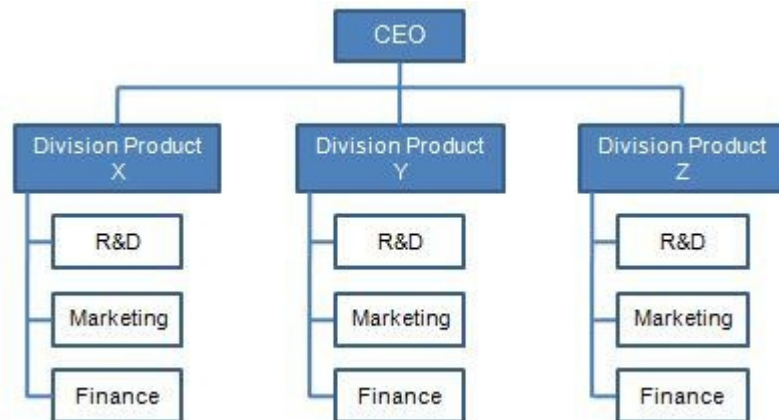 CEO
Division Product
X
Division Product
Y
Division Product
Z
R&D
R&D
R&D
Marketing
Marketing
Marketing
Finance
Finance
Finance